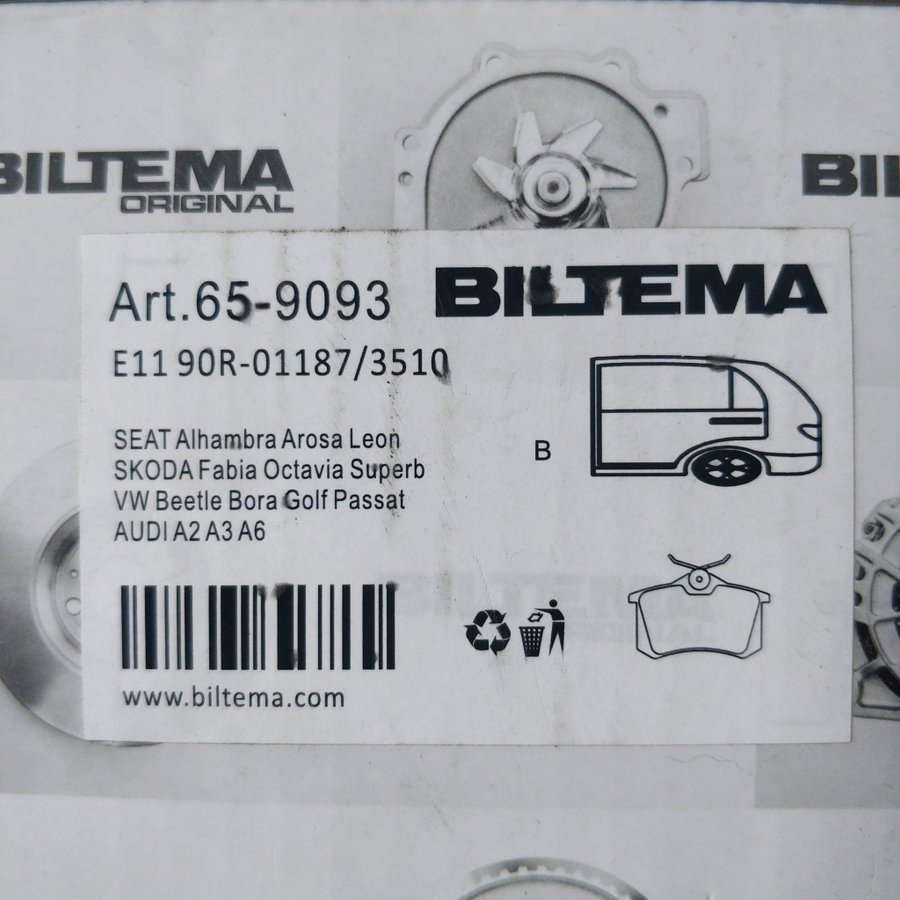 BILTEMA
ORIGINAL
BIL
Art.65-9093
BILTEMA
E11 90R-01187/3510
SEAT Alhambra Arosa Leon
SKODA Fabia Octavia Superb
VW Beetle Bora Golf Passat
AUDI A2 A3 A6
B
www.biltema.com